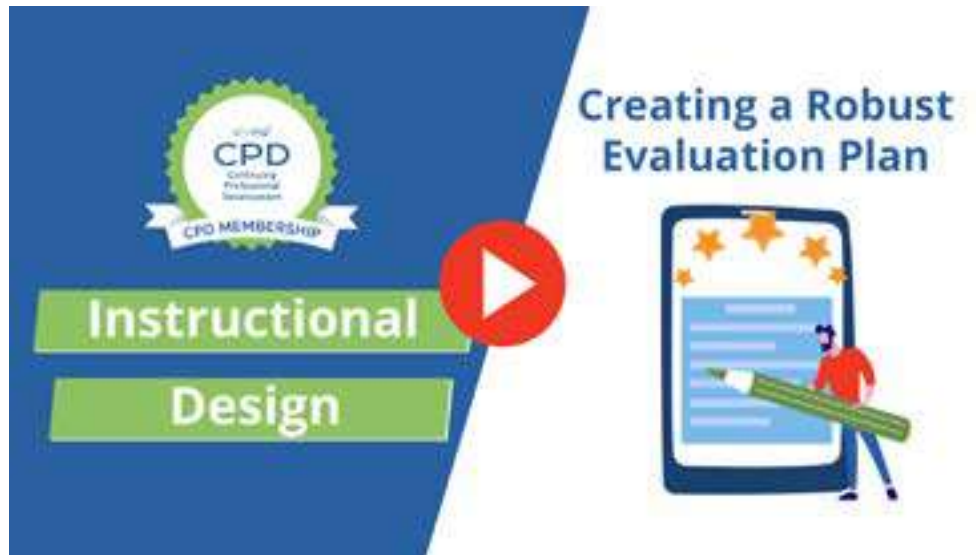 CPD
Continuing
Professional
Development
CPD MEMBERSHIP
Instructional
Design
Creating a Robust
Evaluation Plan